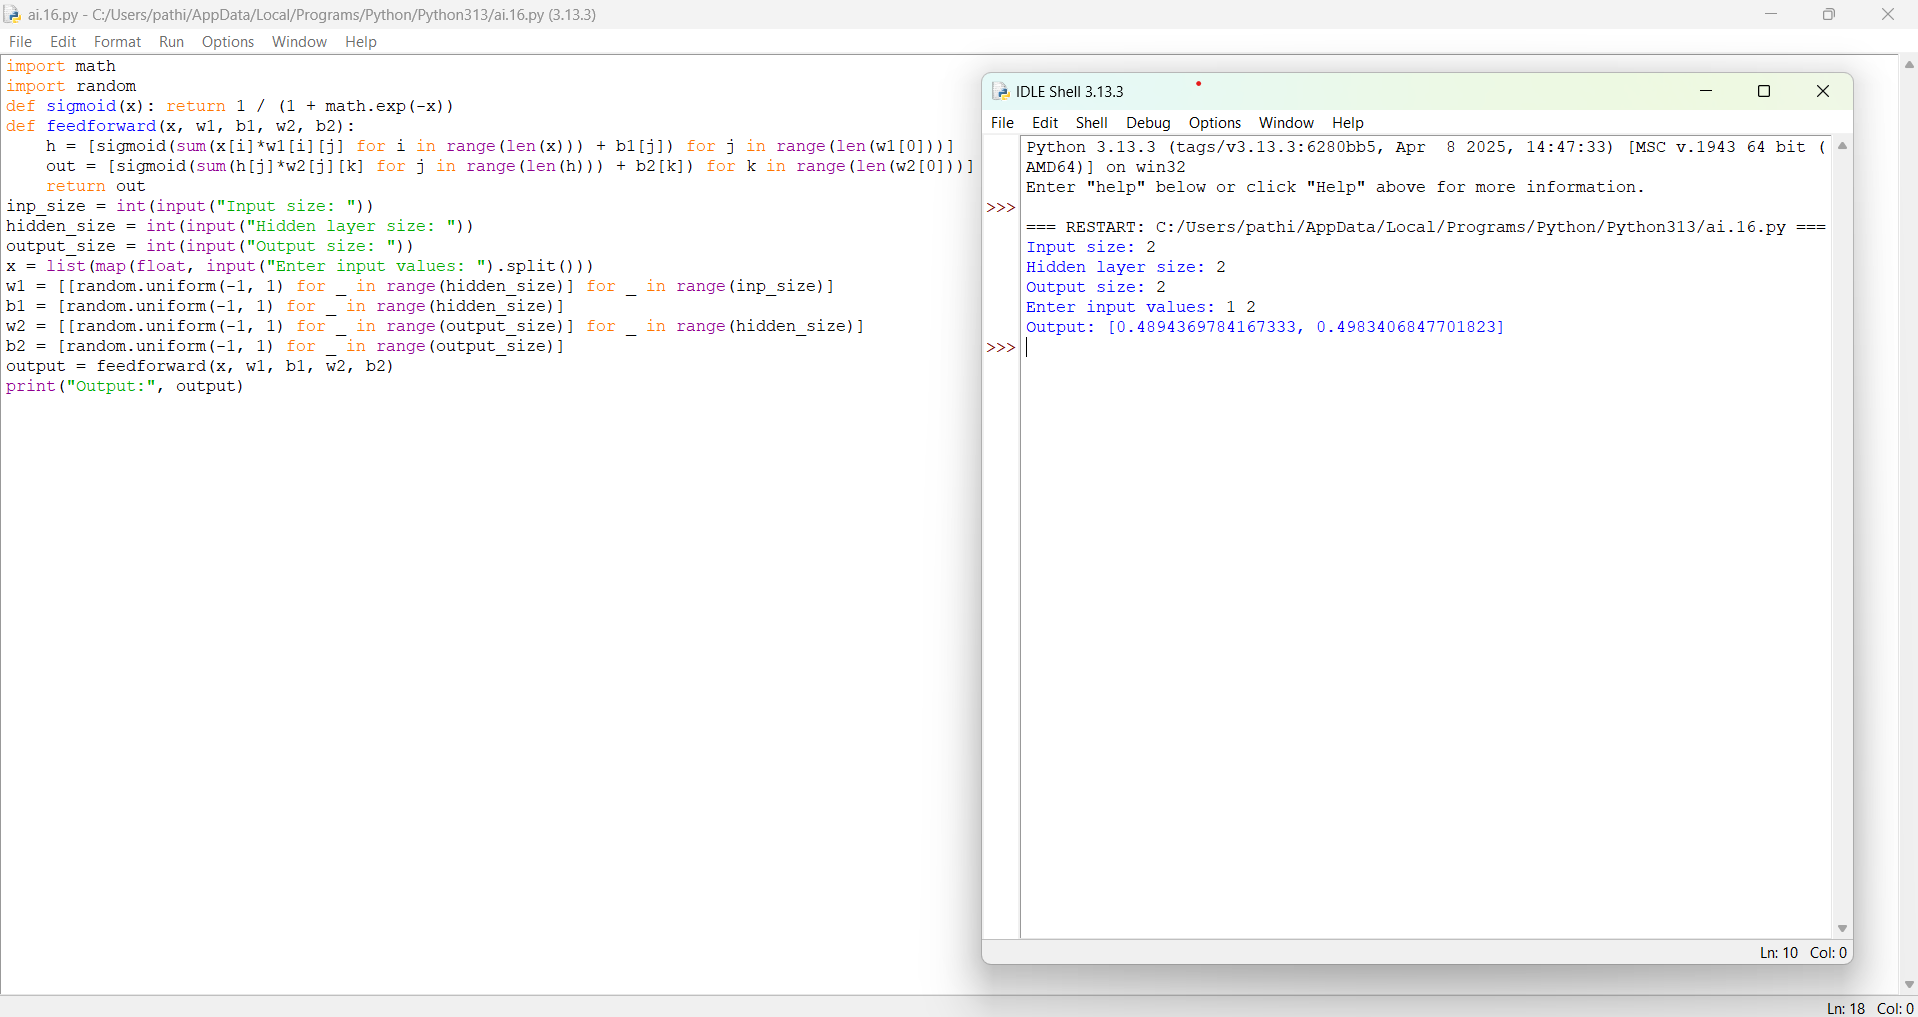 ai.16.py - C:/Users/pathi/AppData/Local/Programs/Python/Python313/ai.16.py (3.13.3)
File Edit Format Run Options Window Help
import math
import random
def sigmoid(x): return 1 / (1 + math.exp(-x))
def feedforward(x, w1, b1, w2, b2):
    h = [sigmoid(sum(x[i]*w1[i][j] for i in range(len(x))) + b1[j]) for j in range(len(w1[0]))]
    out = [sigmoid(sum(h[j]*w2[j][k] for j in range(len(h))) + b2[k]) for k in range(len(w2[0]))]
    return out
inp_size = int(input("Input size: "))
hidden_size = int(input("Hidden layer size: "))
output_size = int(input("Output size: "))
x = list(map(float, input("Enter input values: ").split()))
w1 = [[random.uniform(-1, 1) for _ in range(hidden_size)] for _ in range(inp_size)]
b1 = [random.uniform(-1, 1) for _ in range(hidden_size)]
w2 = [[random.uniform(-1, 1) for _ in range(output_size)] for _ in range(hidden_size)]
b2 = [random.uniform(-1, 1) for _ in range(output_size)]
output = feedforward(x, w1, b1, w2, b2)
print("Output:", output)
IDLE Shell 3.13.3
File Edit Shell Debug Options Window Help
Python 3.13.3 (tags/v3.13.3:6280bb5, Apr  8 2025, 14:47:33) [MSC v.1943 64 bit (
AMD64)] on win32
Enter "help" below or click "Help" above for more information.
>>>
=== RESTART: C:/Users/pathi/AppData/Local/Programs/Python/Python313/ai.16.py ===
Input size: 2
Hidden layer size: 2
Output size: 2
Enter input values: 1 2
Output: [0.4894369784167333, 0.4983406847701823]
>>>
Ln: 10 Col: 0
Ln: 18 Col: 0